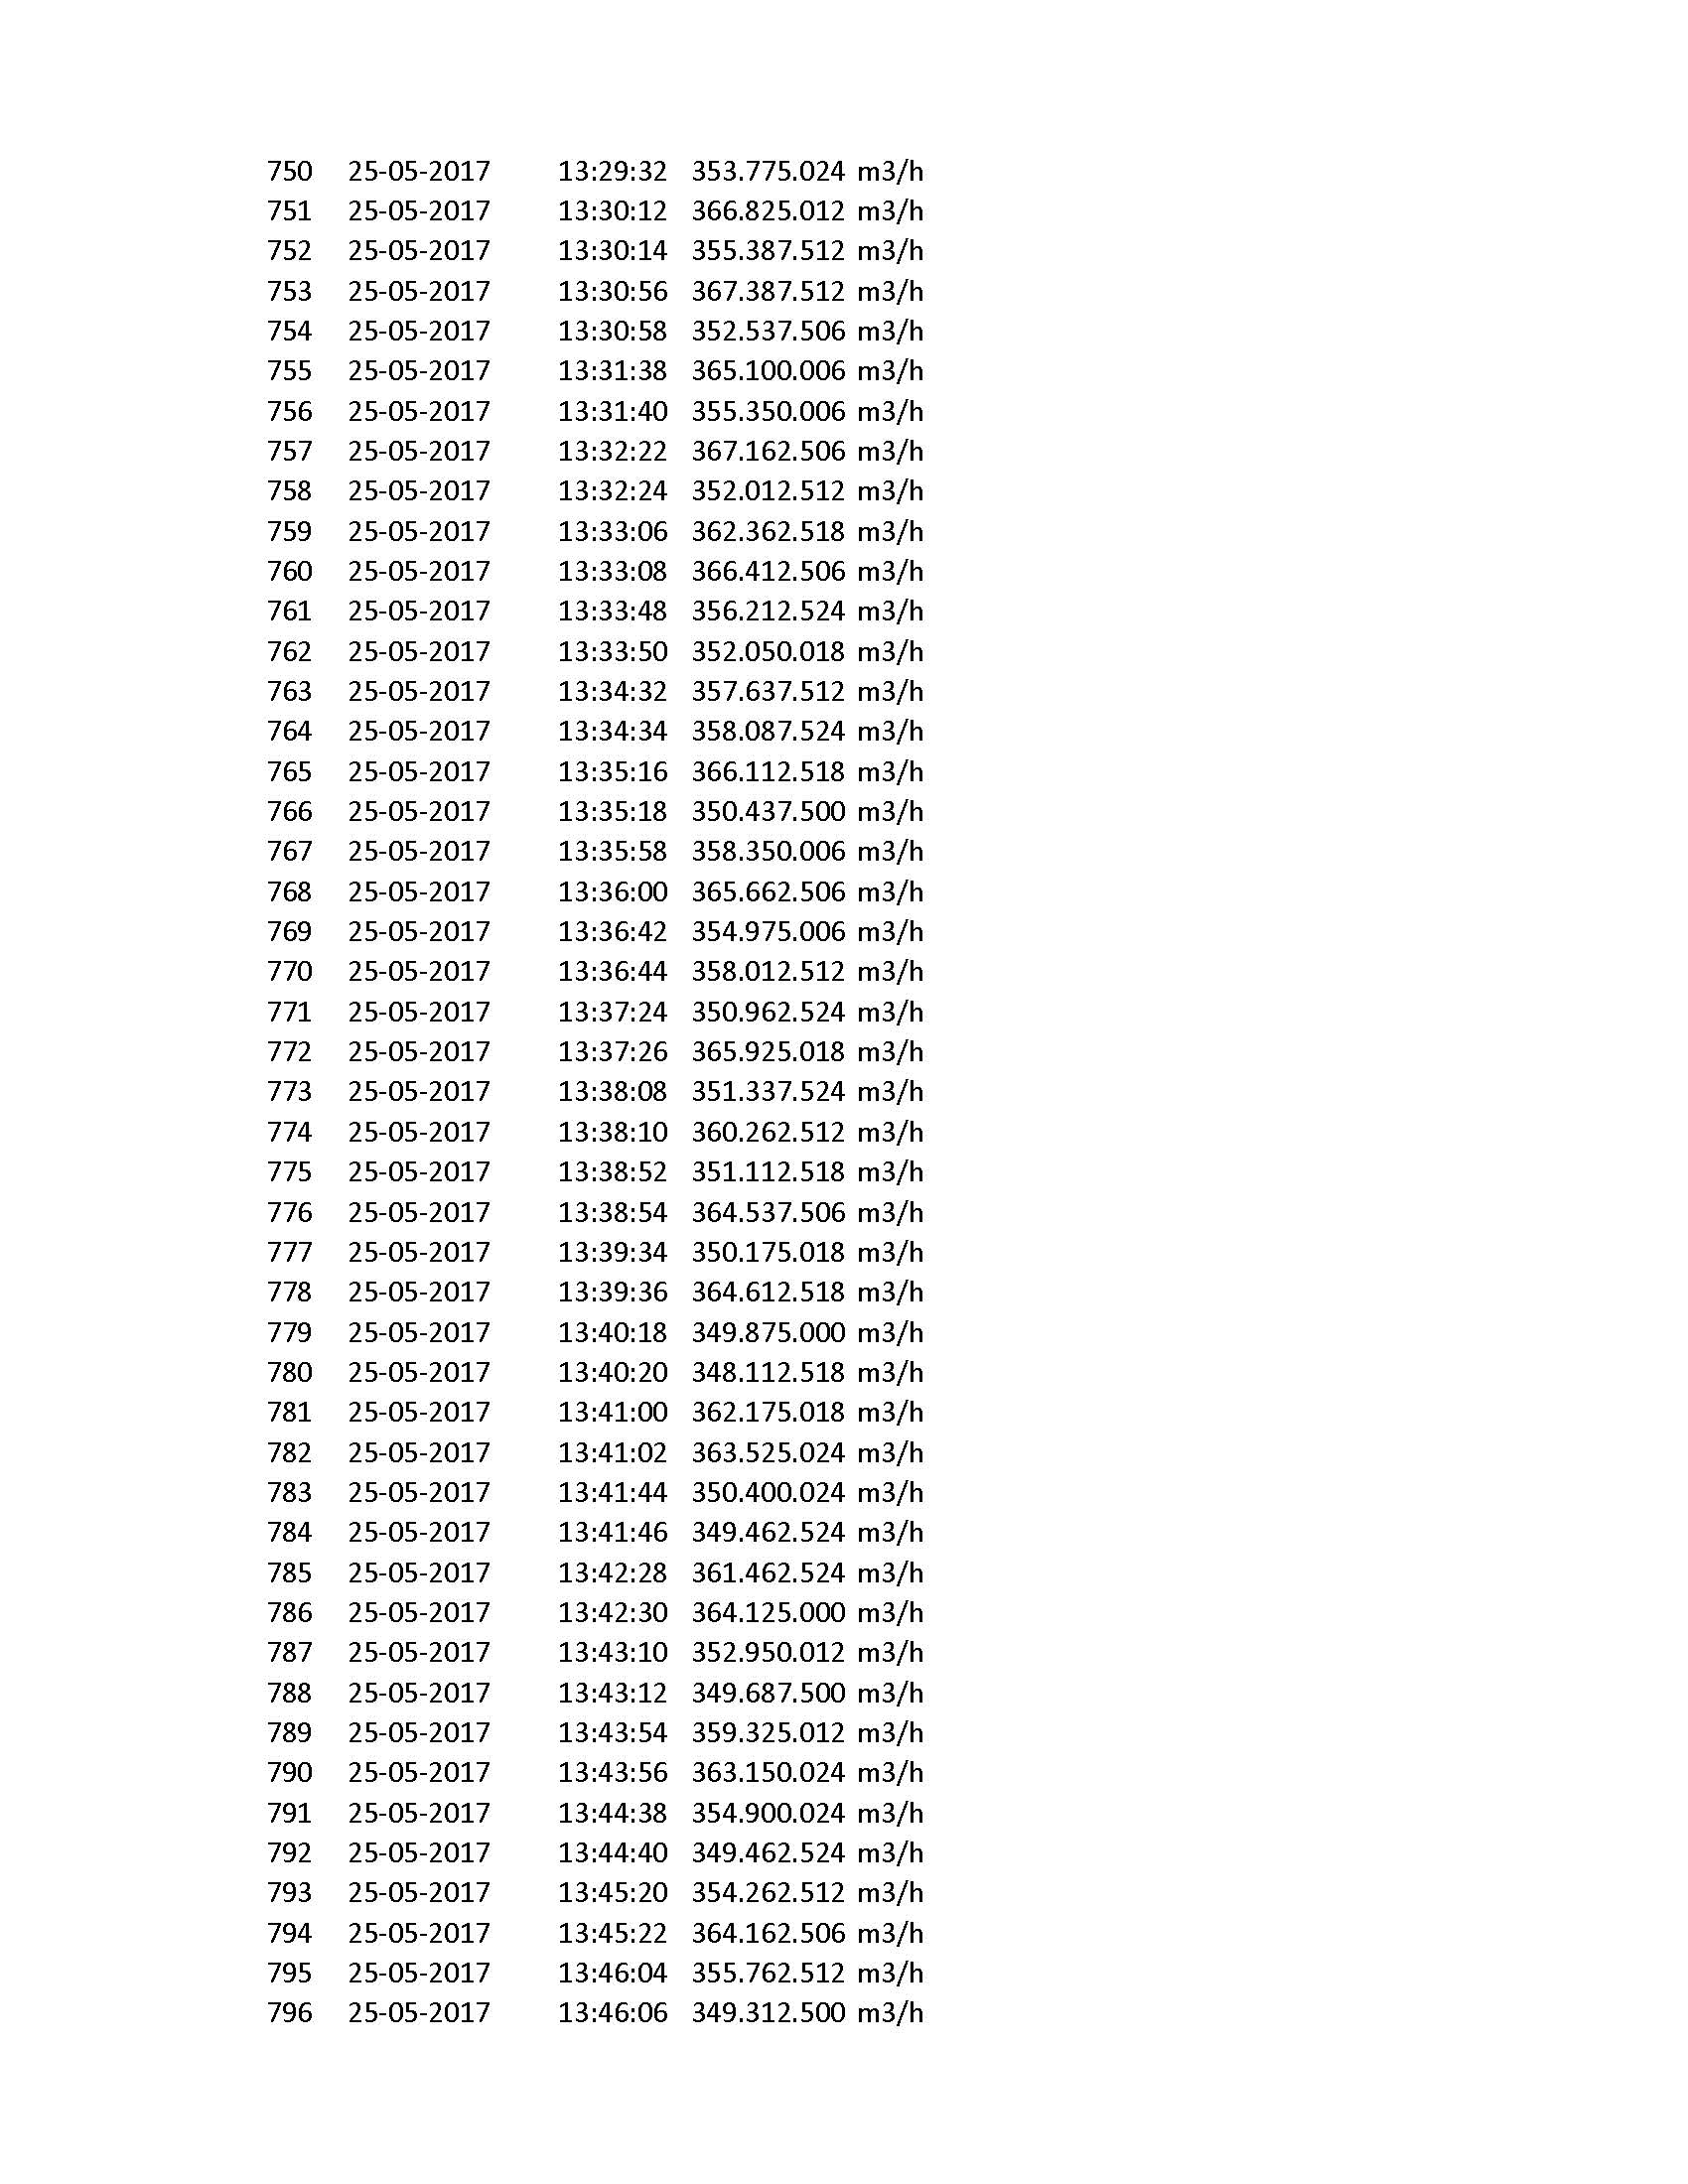 750 25-05-2017 13:29:32 353.775.024 m3/h
751 25-05-2017 13:30:12 366.825.012 m3/h
752 25-05-2017 13:30:14 355.387.512 m3/h
753 25-05-2017 13:30:56 367.387.512 m3/h
754 25-05-2017 13:30:58 352.537.506 m3/h
755 25-05-2017 13:31:38 365.100.006 m3/h
756 25-05-2017 13:31:40 355.350.006 m3/h
757 25-05-2017 13:32:22 367.162.506 m3/h
758 25-05-2017 13:32:24 352.012.512 m3/h
759 25-05-2017 13:33:06 362.362.518 m3/h
760 25-05-2017 13:33:08 366.412.506 m3/h
761 25-05-2017 13:33:48 356.212.524 m3/h
762 25-05-2017 13:33:50 352.050.018 m3/h
763 25-05-2017 13:34:32 357.637.512 m3/h
764 25-05-2017 13:34:34 358.087.524 m3/h
765 25-05-2017 13:35:16 366.112.518 m3/h
766 25-05-2017 13:35:18 350.437.500 m3/h
767 25-05-2017 13:35:58 358.350.006 m3/h
768 25-05-2017 13:36:00 365.662.506 m3/h
769 25-05-2017 13:36:42 354.975.006 m3/h
770 25-05-2017 13:36:44 358.012.512 m3/h
771 25-05-2017 13:37:24 350.962.524 m3/h
772 25-05-2017 13:37:26 365.925.018 m3/h
773 25-05-2017 13:38:08 351.337.524 m3/h
774 25-05-2017 13:38:10 360.262.512 m3/h
775 25-05-2017 13:38:52 351.112.518 m3/h
776 25-05-2017 13:38:54 364.537.506 m3/h
777 25-05-2017 13:39:34 350.175.018 m3/h
778 25-05-2017 13:39:36 364.612.518 m3/h
779 25-05-2017 13:40:18 349.875.000 m3/h
780 25-05-2017 13:40:20 348.112.518 m3/h
781 25-05-2017 13:41:00 362.175.018 m3/h
782 25-05-2017 13:41:02 363.525.024 m3/h
783 25-05-2017 13:41:44 350.400.024 m3/h
784 25-05-2017 13:41:46 349.462.524 m3/h
785 25-05-2017 13:42:28 361.462.524 m3/h
786 25-05-2017 13:42:30 364.125.000 m3/h
787 25-05-2017 13:43:10 352.950.012 m3/h
788 25-05-2017 13:43:12 349.687.500 m3/h
789 25-05-2017 13:43:54 359.325.012 m3/h
790 25-05-2017 13:43:56 363.150.024 m3/h
791 25-05-2017 13:44:38 354.900.024 m3/h
792 25-05-2017 13:44:40 349.462.524 m3/h
793 25-05-2017 13:45:20 354.262.512 m3/h
794 25-05-2017 13:45:22 364.162.506 m3/h
795 25-05-2017 13:46:04 355.762.512 m3/h
796 25-05-2017 13:46:06 349.312.500 m3/h